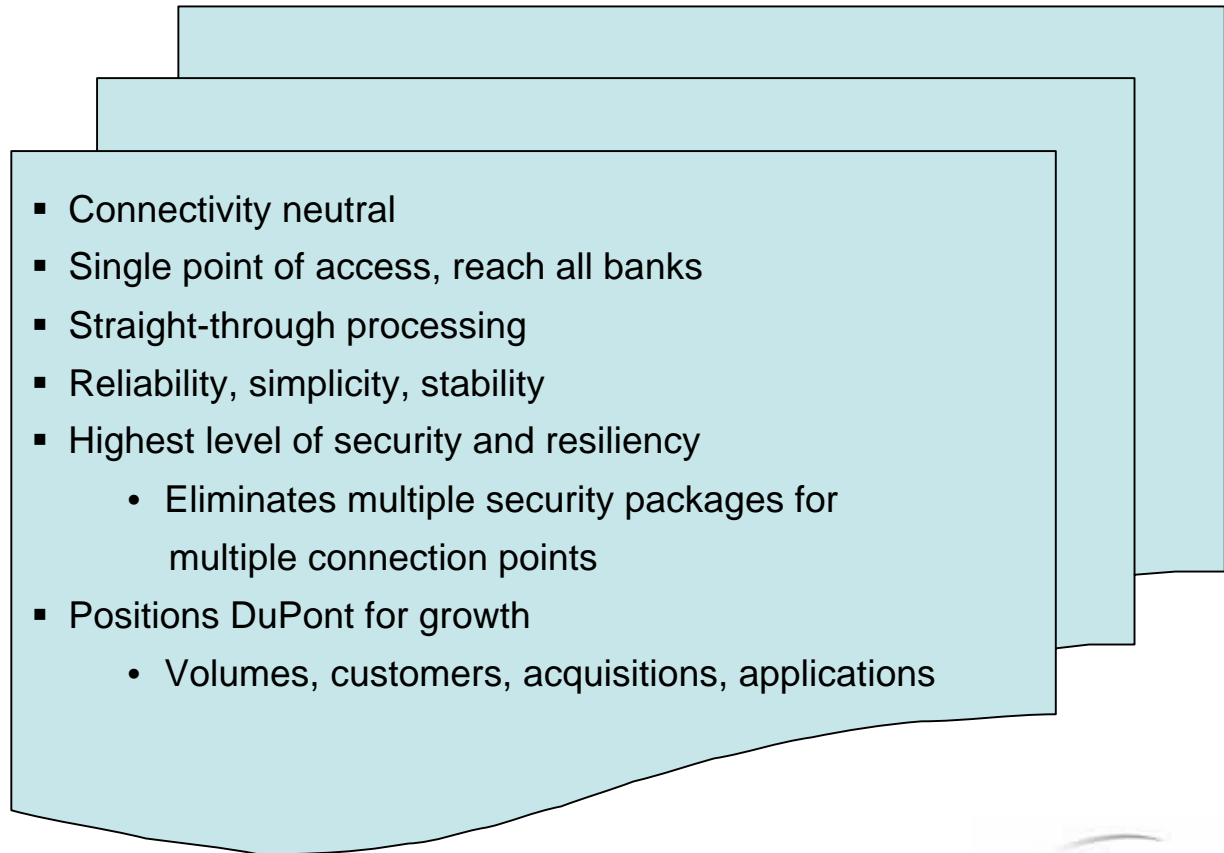 ▪ Connectivity neutral
▪ Single point of access, reach all banks
▪ Straight-through processing
▪ Reliability, simplicity, stability
▪ Highest level of security and resiliency
• Eliminates multiple security packages for
multiple connection points
▪ Positions DuPont for growth
• Volumes, customers, acquisitions, applications